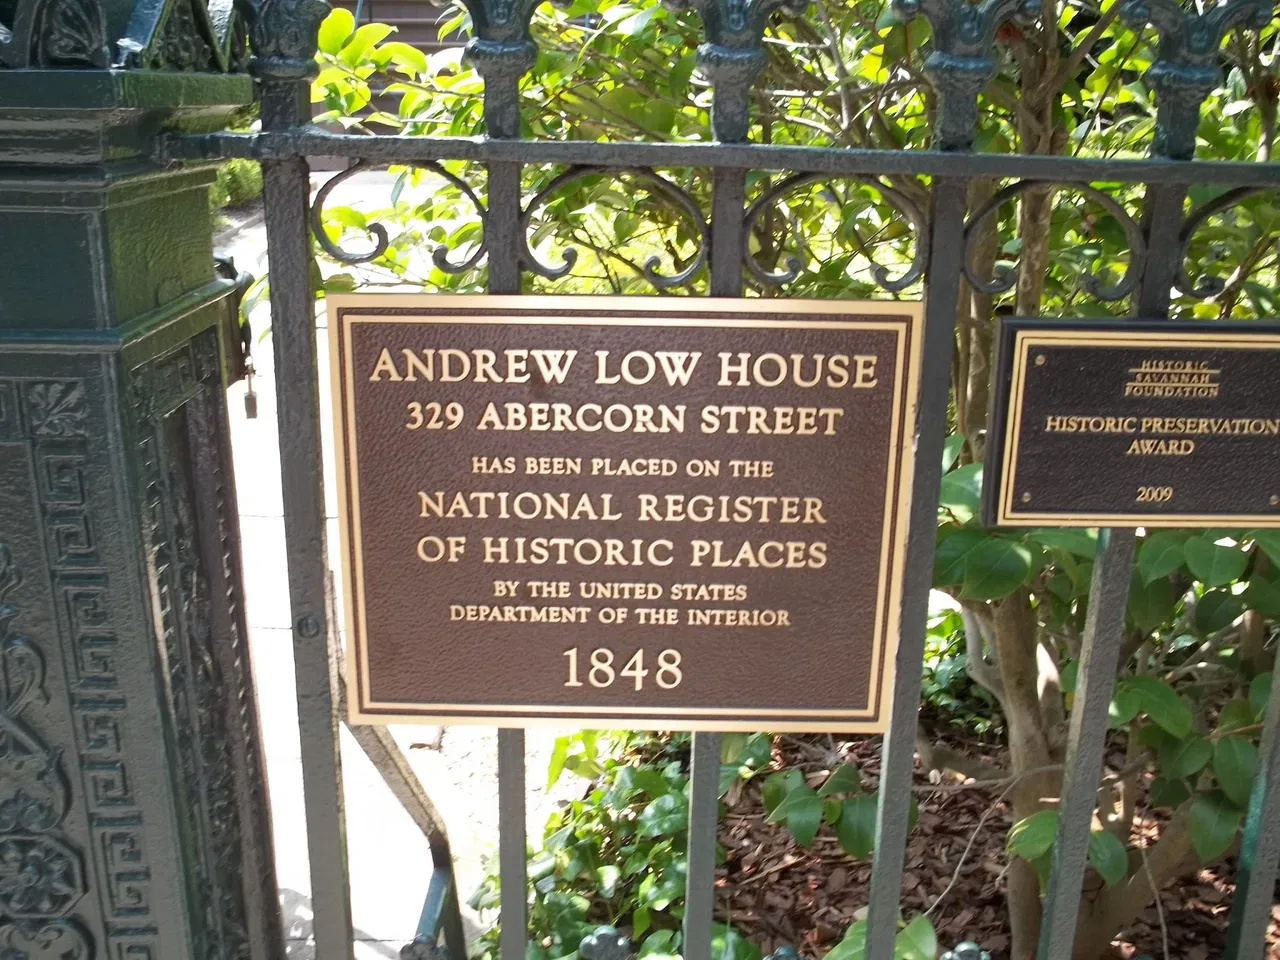 ANDREW LOW HOUSE
329 ABERCORN STREET
HAS BEEN PLACED ON THE
NATIONAL REGISTER
OF HISTORIC PLACES
BY THE UNITED STATES
DEPARTMENT OF THE INTERIOR
1848
HISTORIC
SAVANNAH
FOUNDATION
HISTORIC PRESERVATION
AWARD
2009